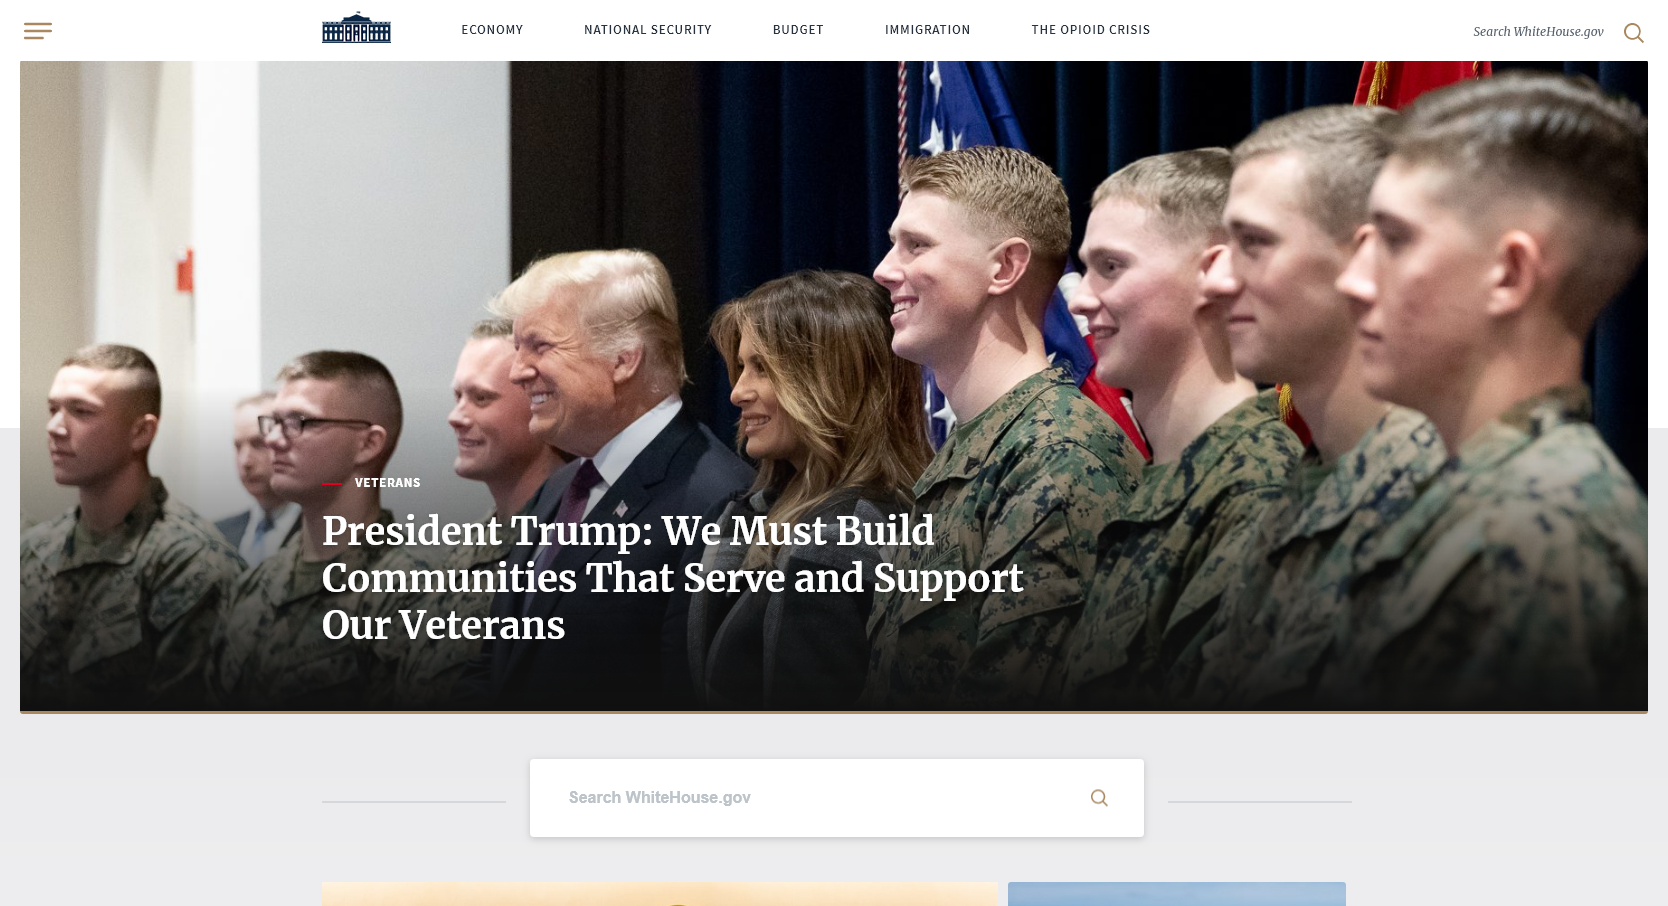 ECONOMY
NATIONAL SECURITY
BUDGET
IMMIGRATION
THE OPIOID CRISIS
Search WhiteHouse.gov
VETERANS
President Trump: We Must Build
Communities That Serve and Support
Our Veterans
Search WhiteHouse.gov